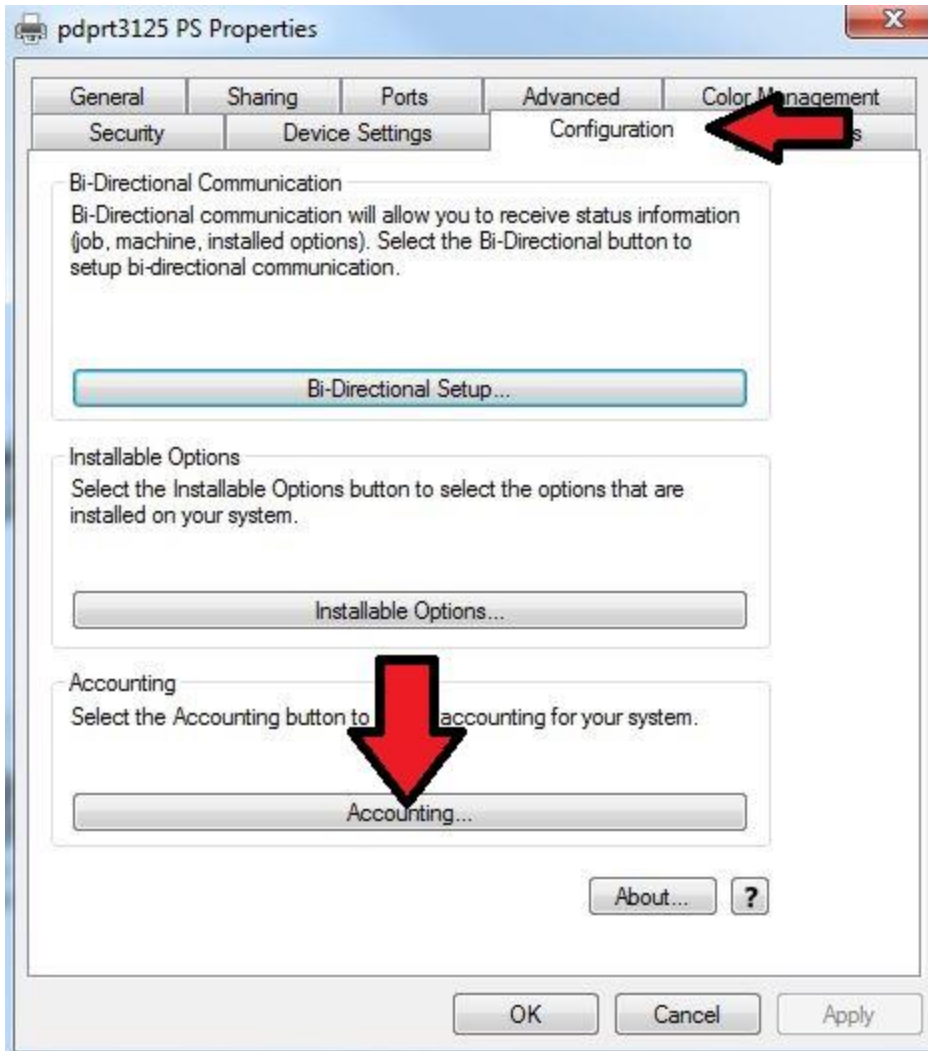 pdprt3125 PS Properties
General Sharing Ports Advanced Color Management
Security Device Settings Configuration
Bi-Directional Communication
Bi-Directional communication will allow you to receive status information
(job, machine, installed options). Select the Bi-Directional button to
setup bi-directional communication.
Bi-Directional Setup...
Installable Options
Select the Installable Options button to select the options that are
installed on your system.
Installable Options...
Accounting
Select the Accounting button to accounting for your system.
Accounting...
About... ?
OK Cancel Apply